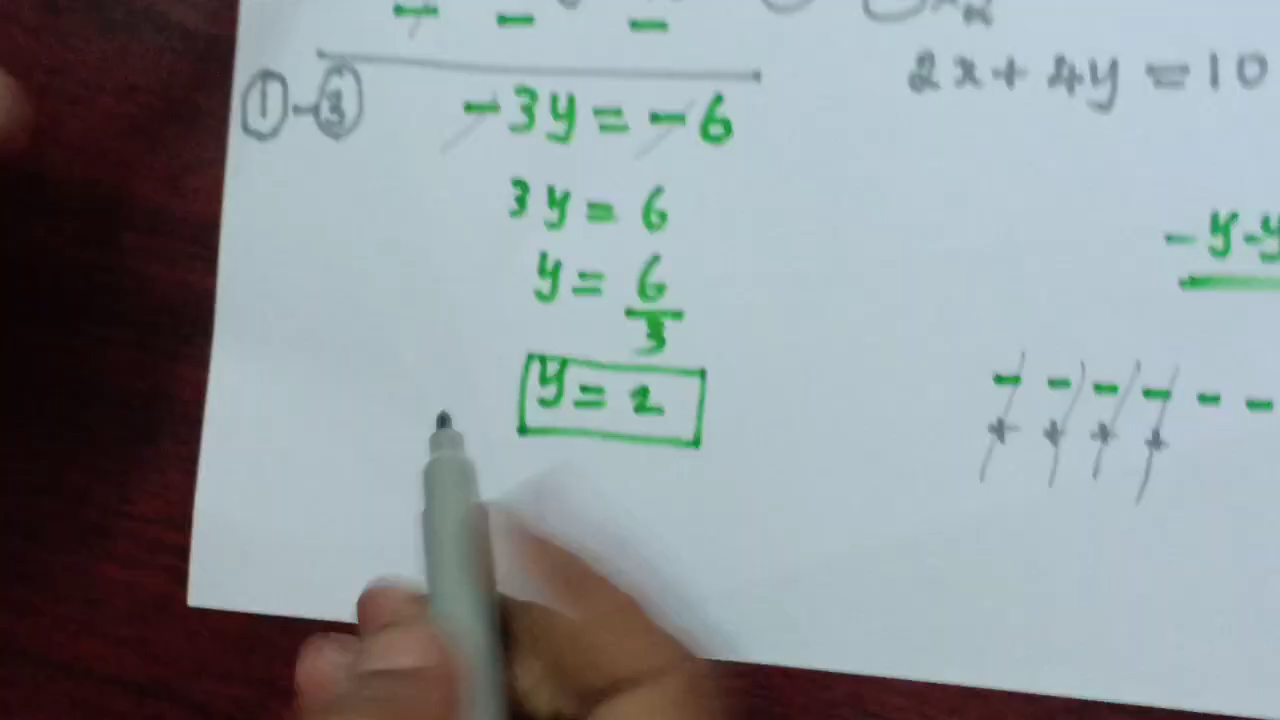 - - -
① - ③ -3y = -6
3y = 6
y = 6/3
y = 2
2x + 4y = 10
-y-y
- - - - - -
+ + + +